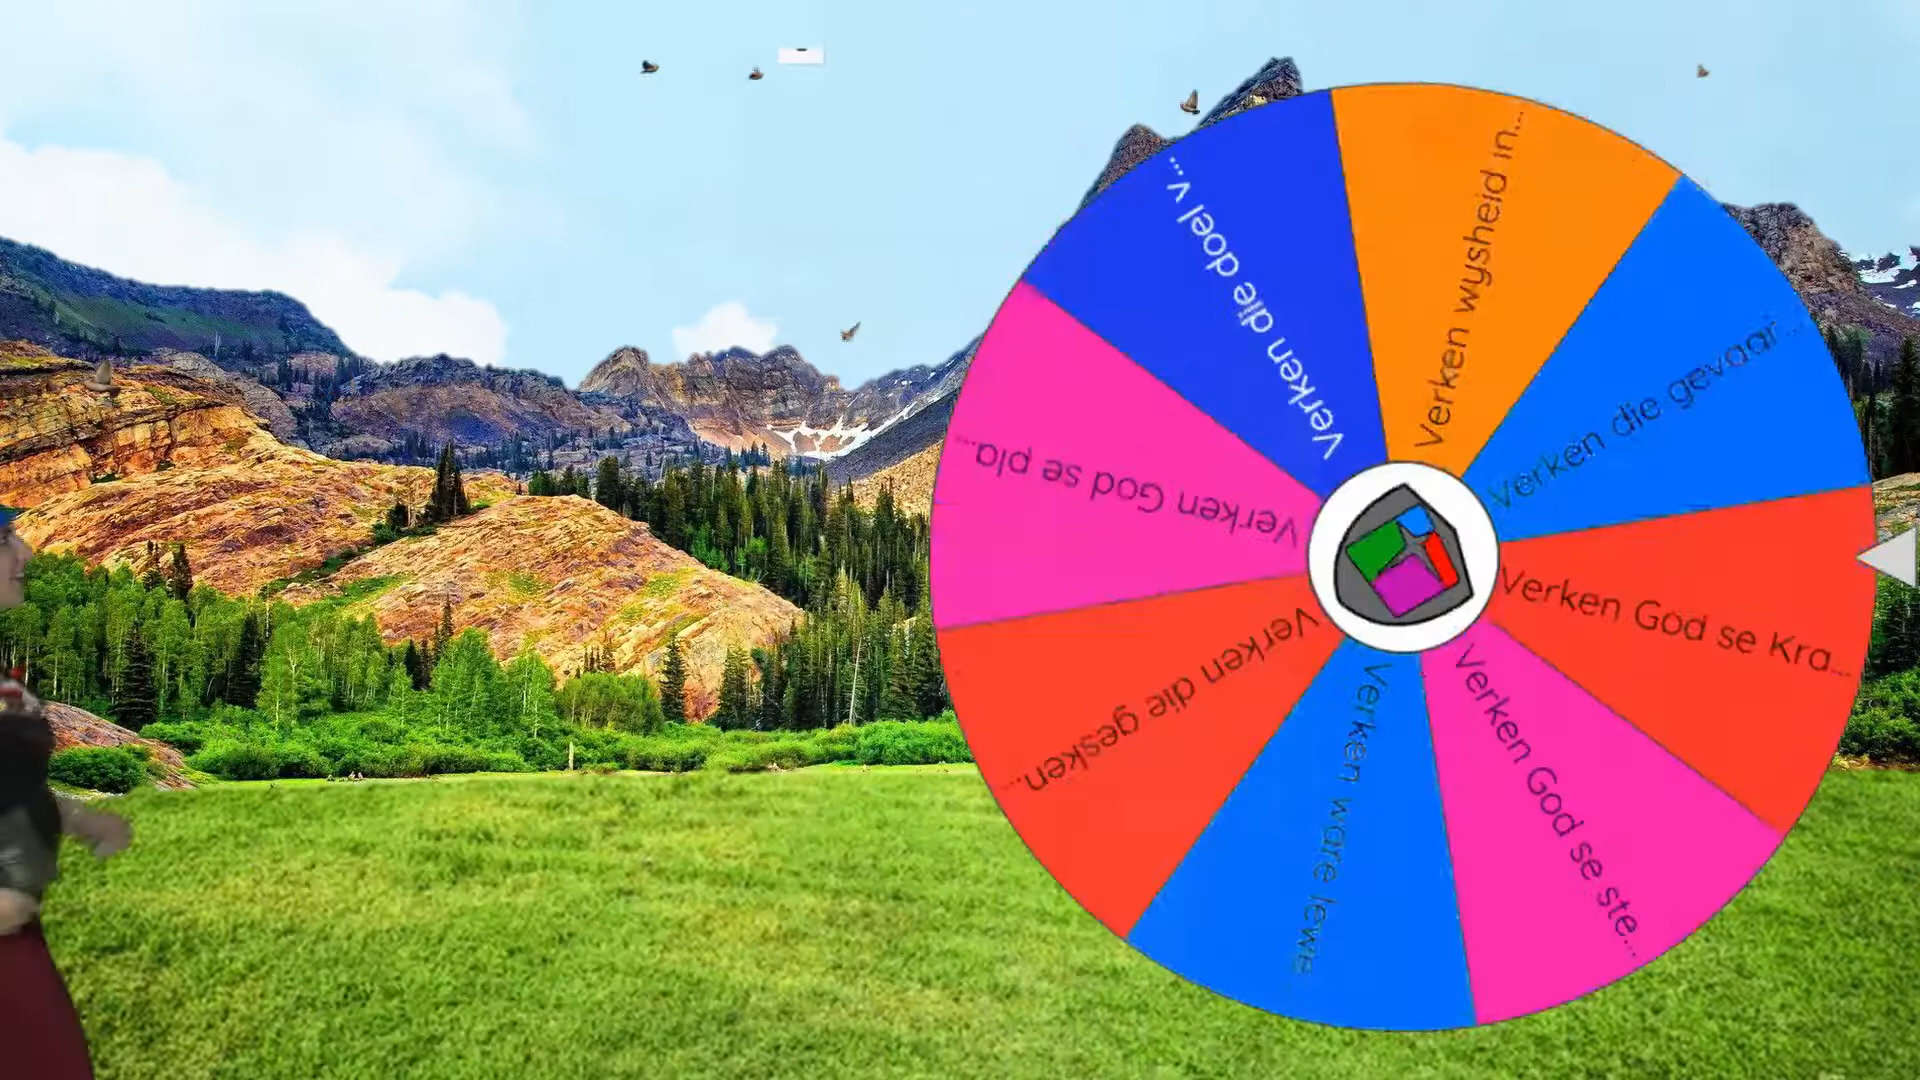 Verken die doel v...
Verken wysheid in...
Verken die gevaar...
Verken God se Kra...
Verken God se ste...
Verken ware lewe
Verken die gesken...
Verken God se pla...